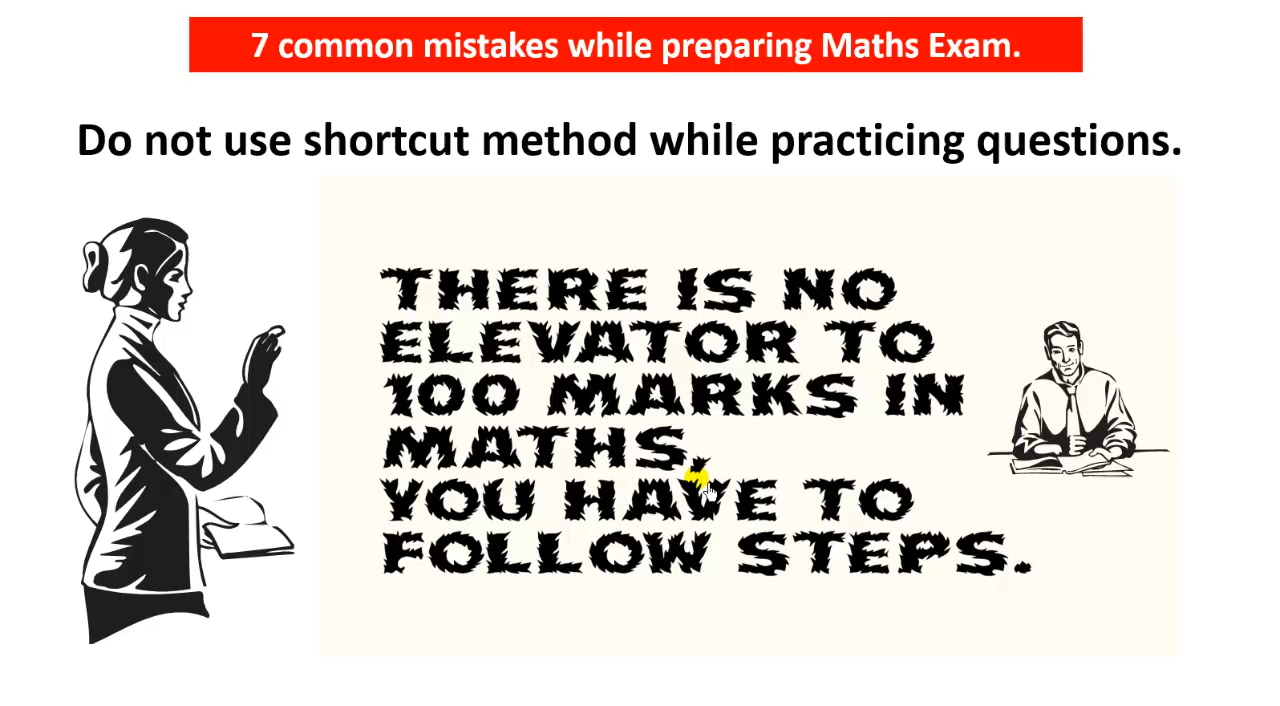 7 common mistakes while preparing Maths Exam.
Do not use shortcut method while practicing questions.
THERE IS NO
ELEVATOR TO
100 MARKS IN
MATHS,
YOU HAVE TO
FOLLOW STEPS.